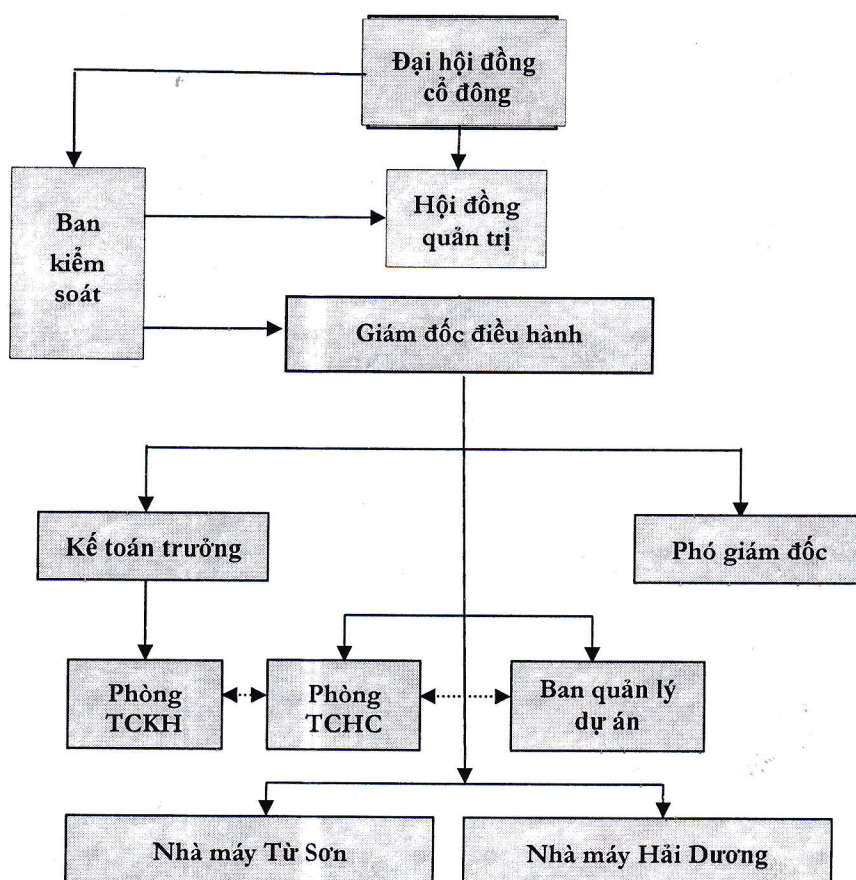 Đại hội đồng
cổ đông
Ban
kiểm
soát
Hội đồng
quản trị
Giám đốc điều hành
Kế toán trưởng
Phó giám đốc
Phòng
TCKH
Phòng
TCHC
Ban quản lý
dự án
Nhà máy Từ Sơn
Nhà máy Hải Dương